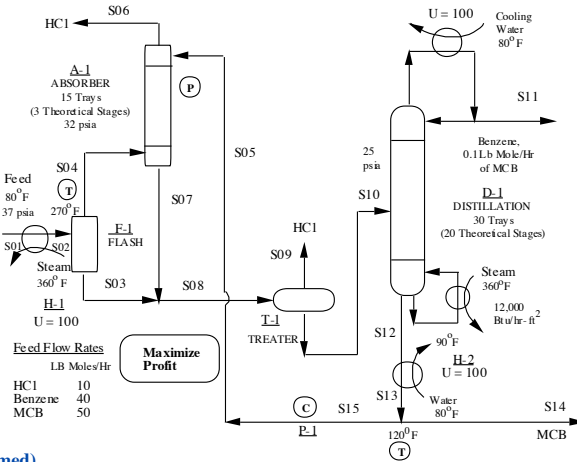 S06
HCl
A-1
ABSORBER
15 Trays
(3 Theoretical Stages)
32 psia
P
S04
Feed
80°F
37 psia
T
270°F
S01
S02
F-1
FLASH
Steam
360°F
S03
H-1
U = 100
S07
S05
S08
S09
HCl
T-1
TREATER
S10
Feed Flow Rates
LB Moles/Hr
HCl 10
Benzene 40
MCB 50
Maximize
Profit
U = 100
Cooling
Water
80°F
S11
Benzene,
0.1Lb Mole/Hr
of MCB
25
psia
D-1
DISTILLATION
30 Trays
(20 Theoretical Stages)
Steam
360°F
12,000
Btu/hr-ft²
S12
90°F
H-2
U = 100
S13
Water
80°F
C
S15
P-1
120°F
T
S14
MCB
med)